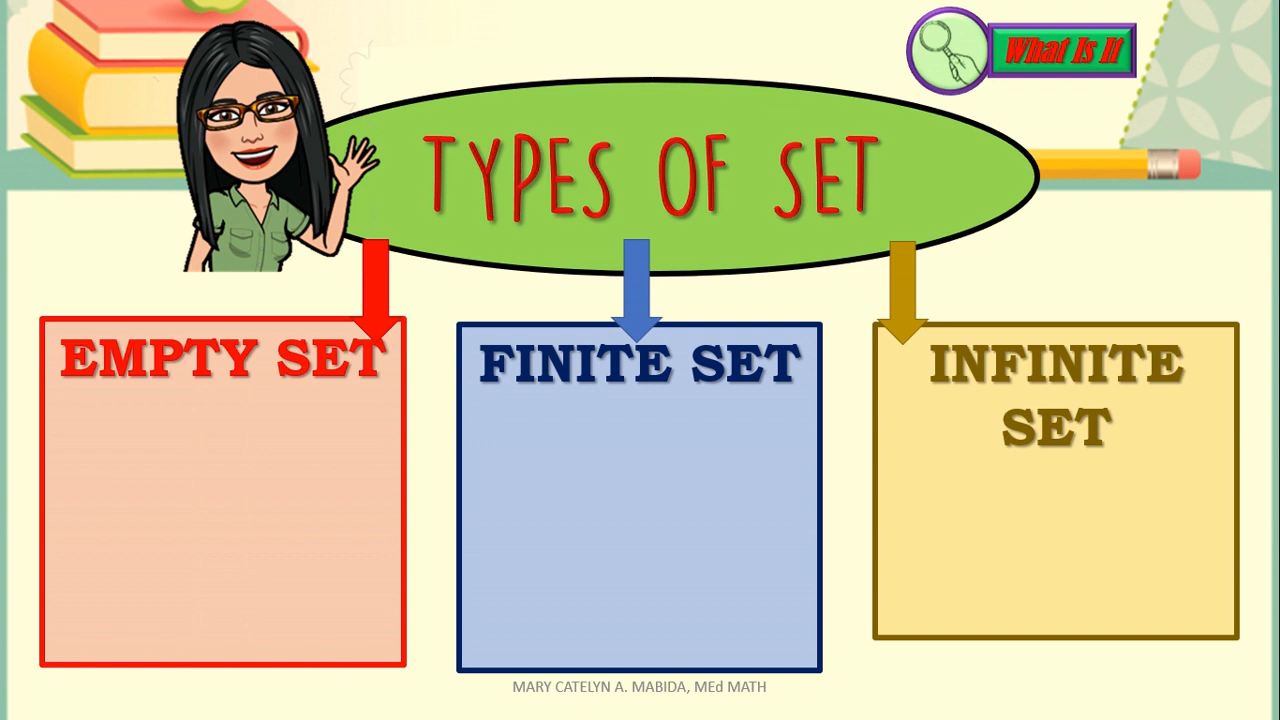 What Is It
TYPES OF SET
EMPTY SET
FINITE SET
INFINITE
SET
MARY CATELYN A. MABIDA, MEd MATH